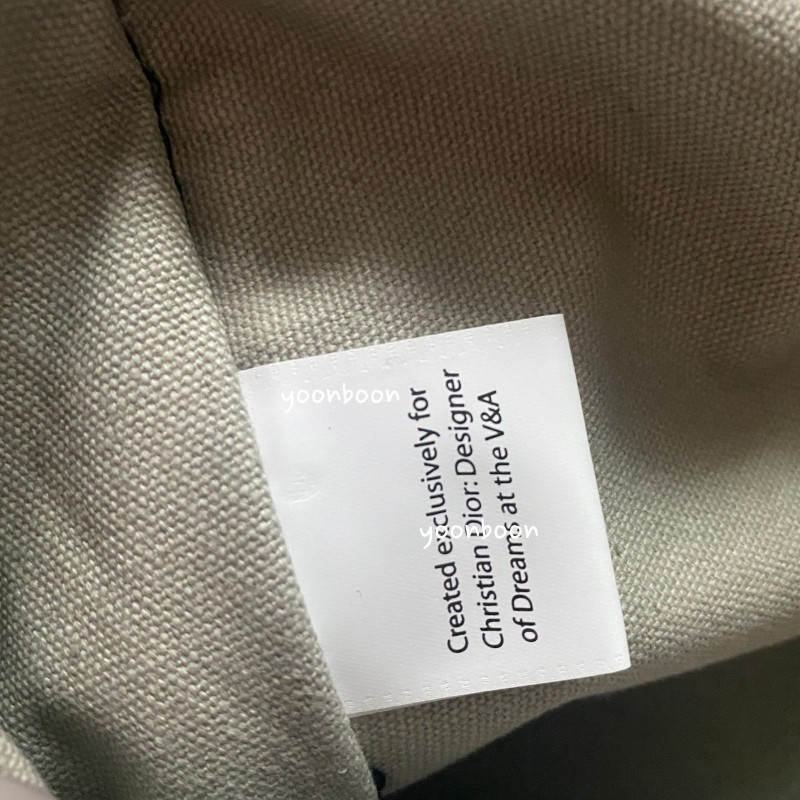 yoonboon
Created exclusively for
Christian Dior: Designer
of Dreams at the V&A
yoonboon